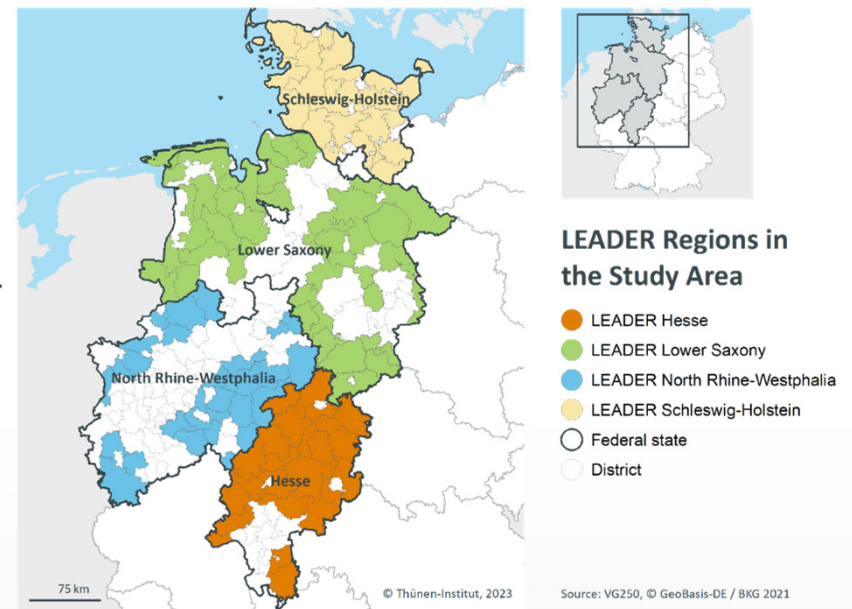 Schleswig-Holstein
Lower Saxony
North Rhine-Westphalia
Hesse
75 km
© Thünen-Institut, 2023
LEADER Regions in
the Study Area
LEADER Hesse
LEADER Lower Saxony
LEADER North Rhine-Westphalia
LEADER Schleswig-Holstein
Federal state
District
Source: VG250, © GeoBasis-DE / BKG 2021